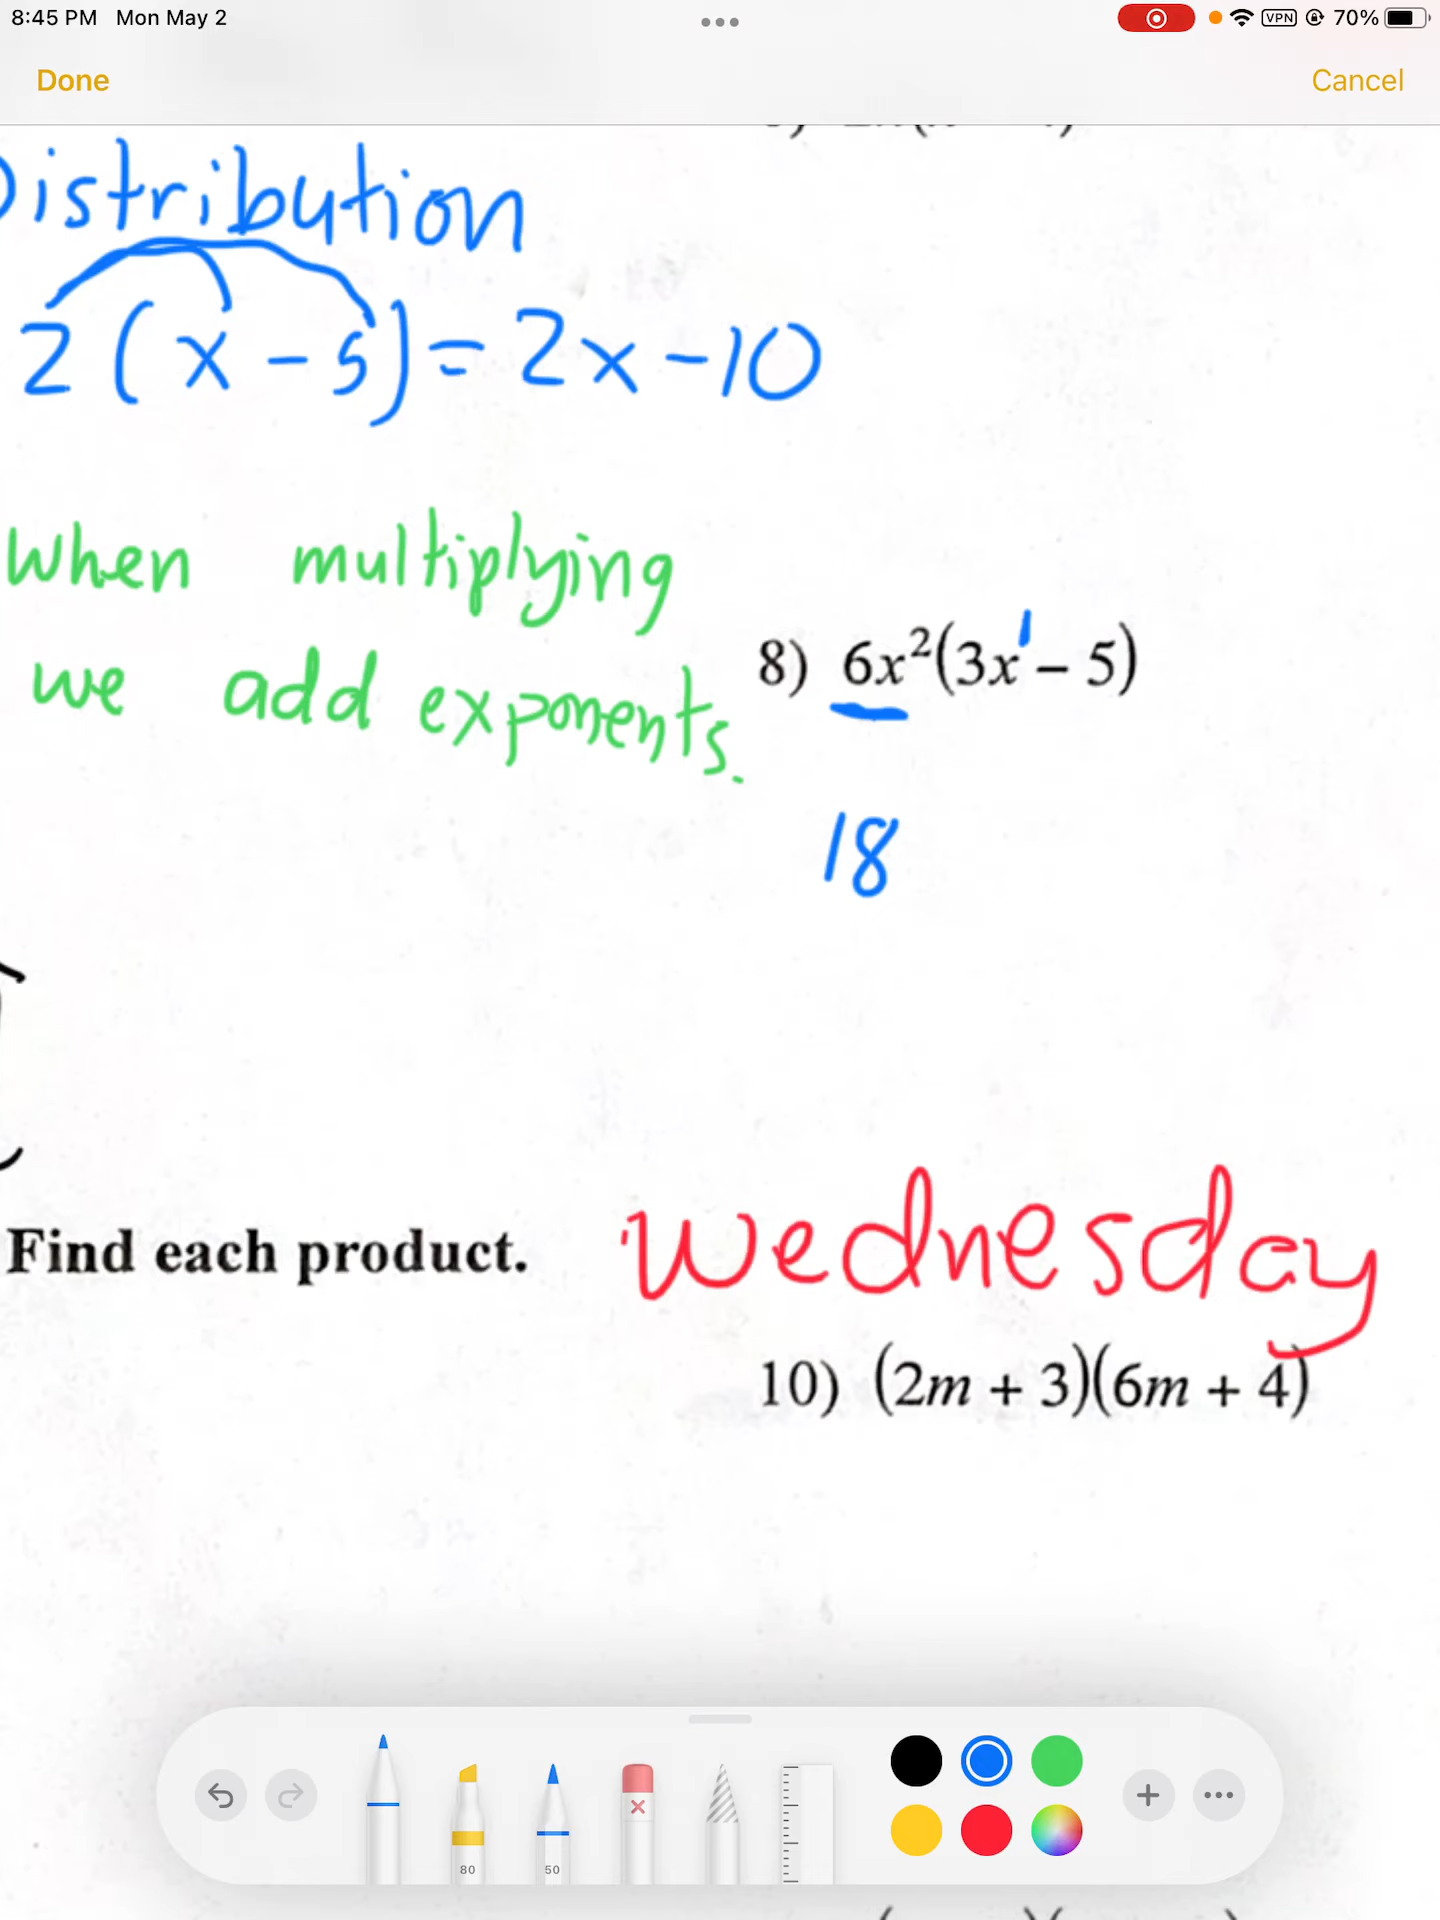 8:45 PM Mon May 2
70%
VPN
Done
Cancel
Distribution
2(x-5)=2x-10
When multiplying
we add exponents.
8) 6x²(3x¹ – 5)
18
Find each product.
Wednesday
10) (2m + 3)(6m + 4)
80
50